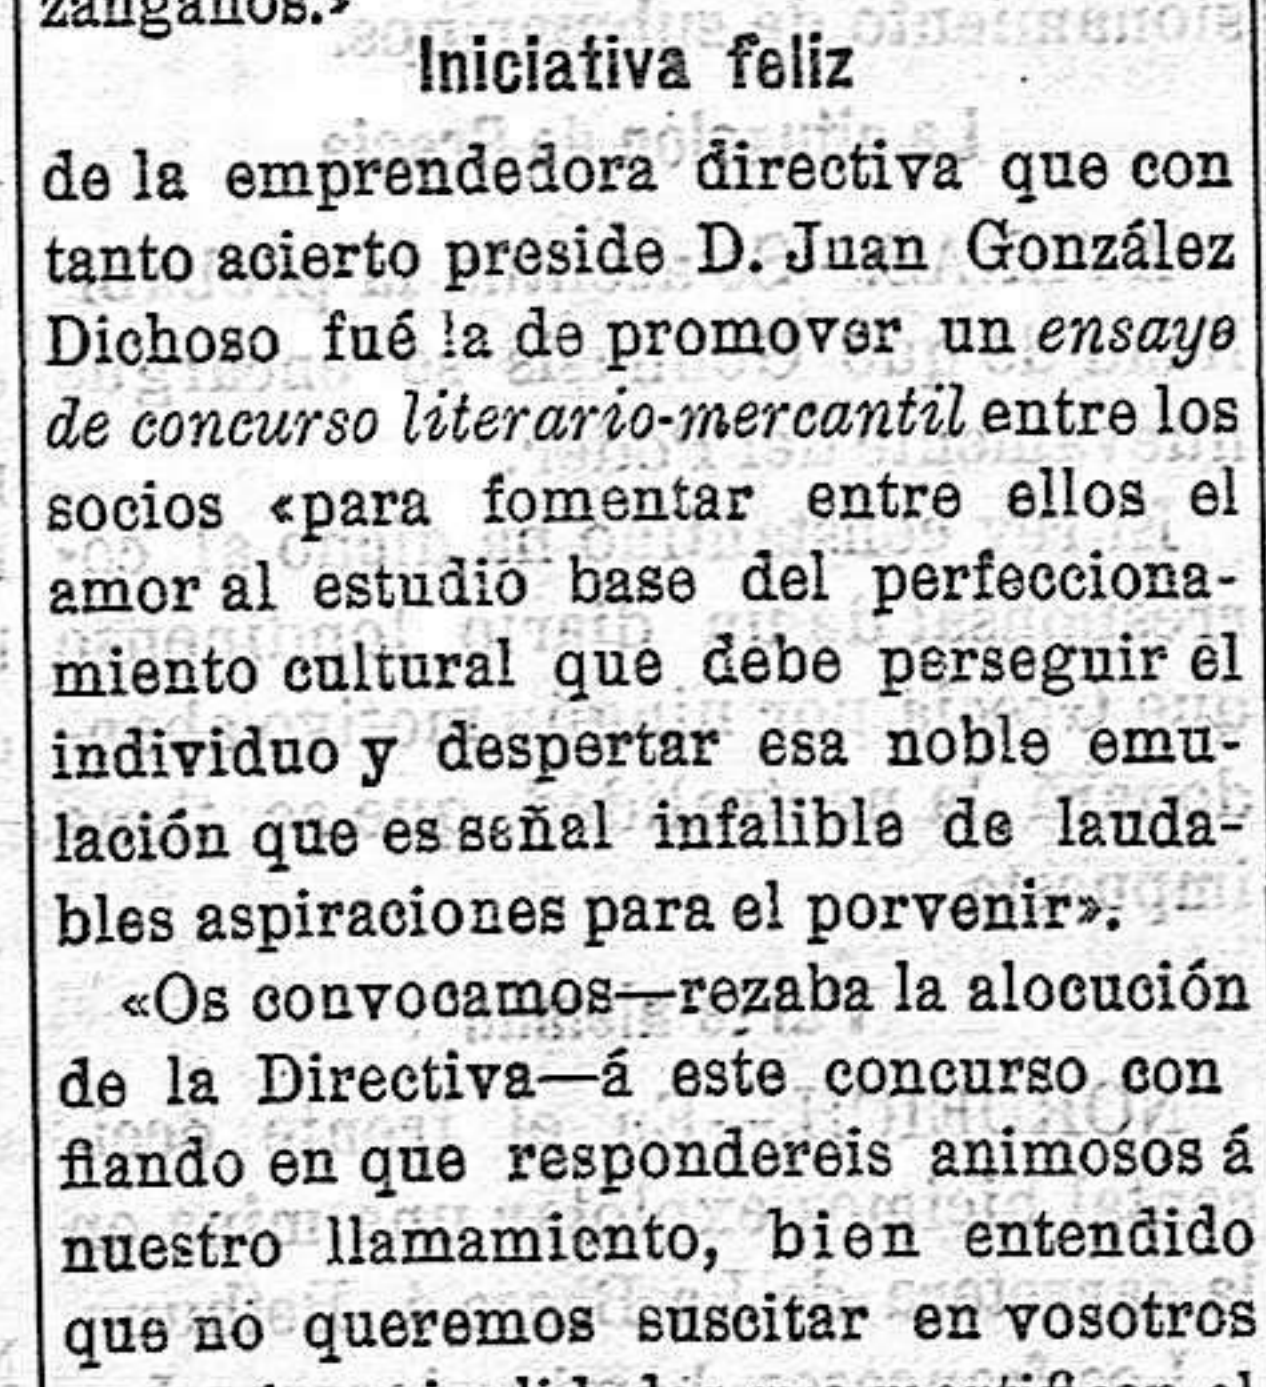 zánganos.»
Iniciativa feliz
de la emprendedora directiva que con
tanto acierto preside D. Juan González
Dichoso fué la de promover un ensayo
de concurso literario-mercantil entre los
socios «para fomentar entre ellos el
amor al estudio base del perfecciona-
miento cultural que debe perseguir el
individuo y despertar esa noble emu-
lación que es señal infalible de lauda-
bles aspiraciones para el porvenir».
«Os convocamos—rezaba la alocución
de la Directiva—á este concurso con
fiando en que respondereis animosos á
nuestro llamamiento, bien entendido
que no queremos suscitar en vosotros